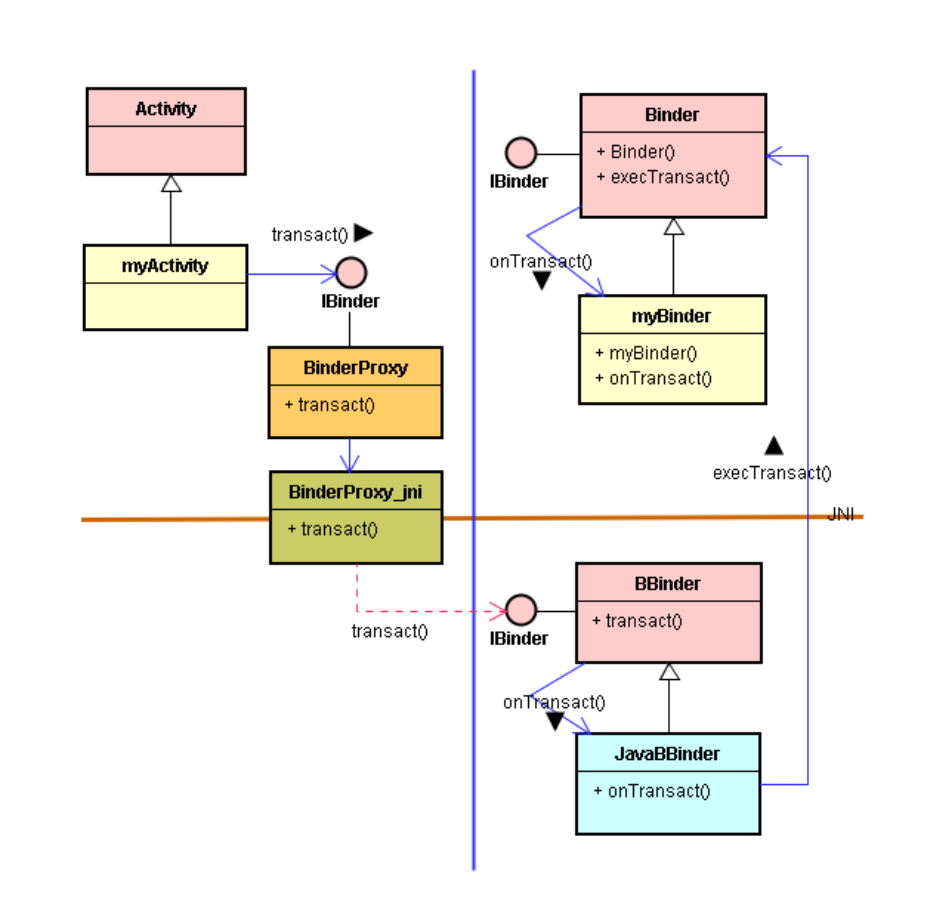 Activity
myActivity
transact() ▶
IBinder
BinderProxy
+ transact()
BinderProxy_jni
+ transact()
transact()
Binder
+ Binder()
+ execTransact()
IBinder
onTransact()
▼
myBinder
+ myBinder()
+ onTransact()
▲
execTransact()
JNI
BBinder
+ transact()
IBinder
onTransact()
▼
JavaBBinder
+ onTransact()